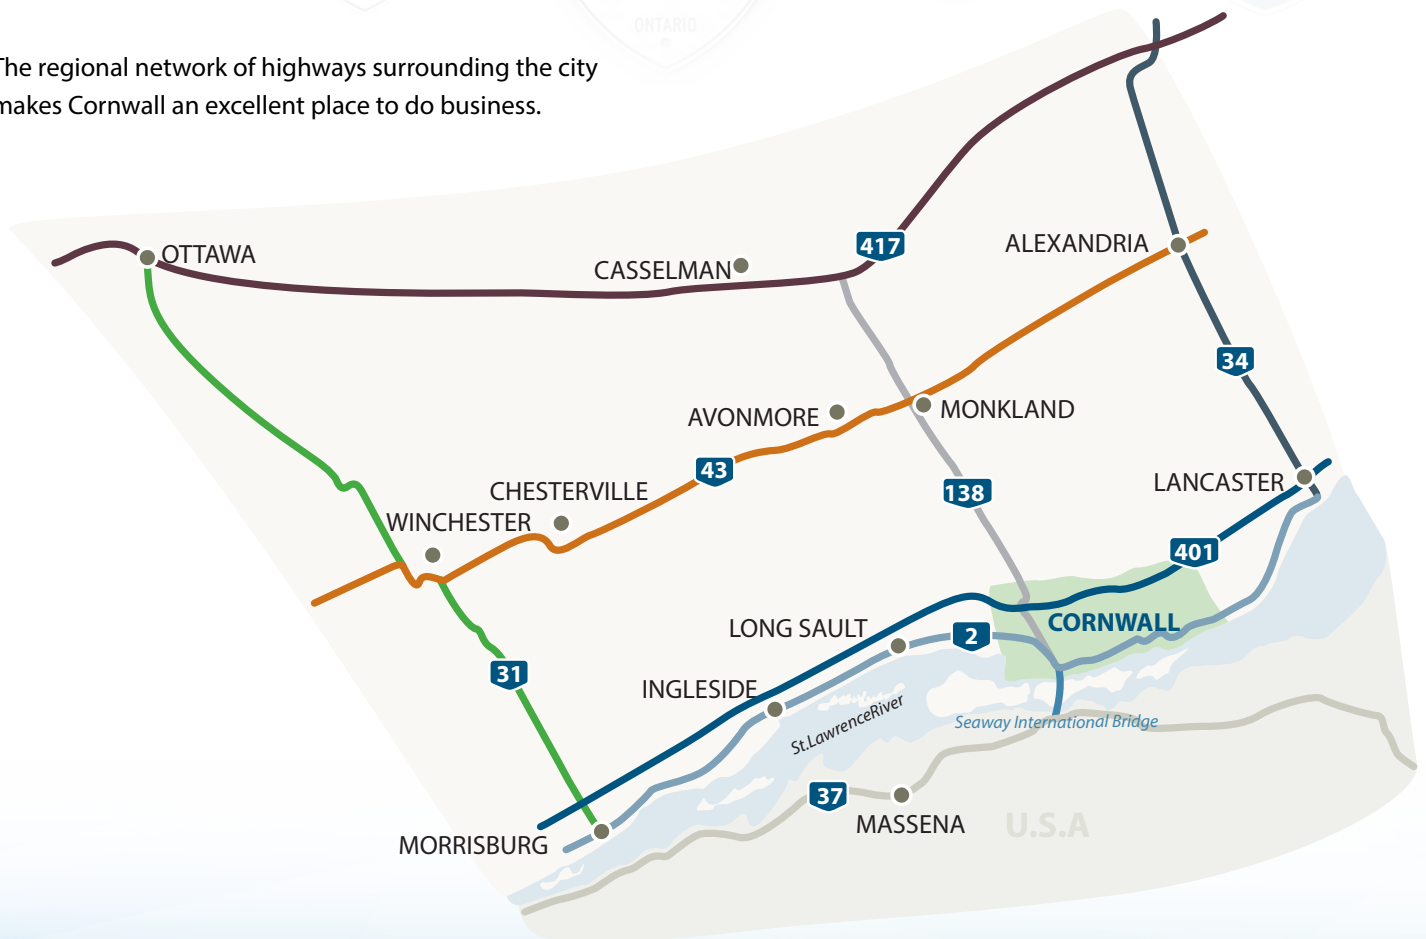 ONTARIO
The regional network of highways surrounding the city
makes Cornwall an excellent place to do business.
OTTAWA
CASSELMAN
417
ALEXANDRIA
34
AVONMORE
MONKLAND
43
138
LANCASTER
CHESTERVILLE
WINCHESTER
401
CORNWALL
LONG SAULT
2
31
INGLESIDE
St.LawrenceRiver
Seaway International Bridge
37
MASSENA
U.S.A
MORRISBURG